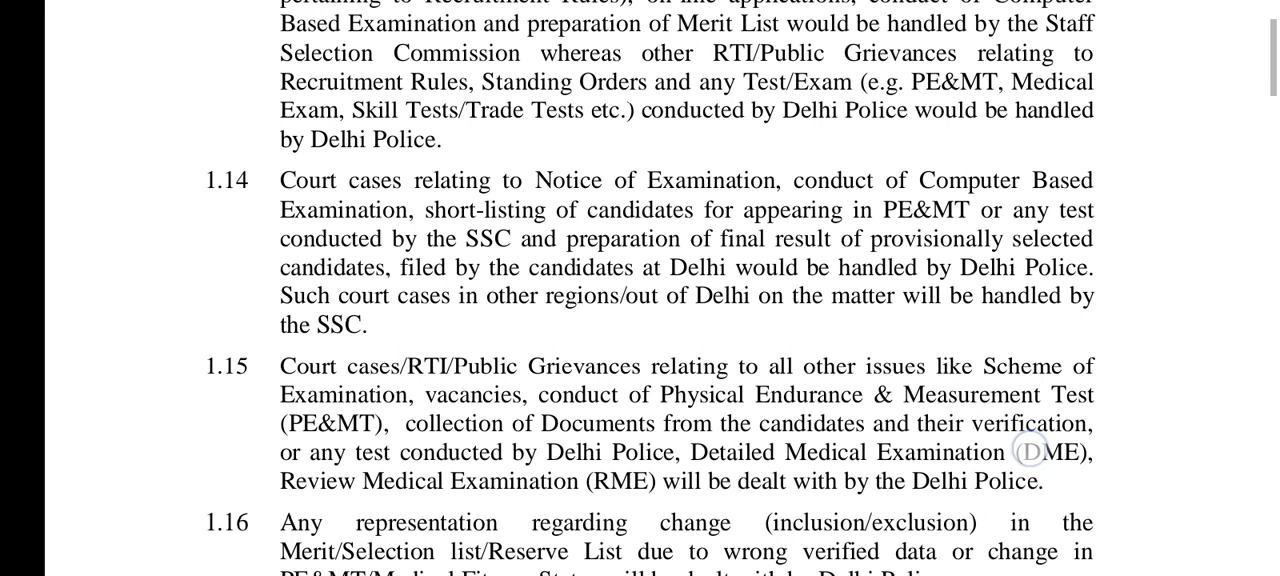 Based Examination and preparation of Merit List would be handled by the Staff
Selection Commission whereas other RTI/Public Grievances relating to
Recruitment Rules, Standing Orders and any Test/Exam (e.g. PE&MT, Medical
Exam, Skill Tests/Trade Tests etc.) conducted by Delhi Police would be handled
by Delhi Police.
1.14 Court cases relating to Notice of Examination, conduct of Computer Based
Examination, short-listing of candidates for appearing in PE&MT or any test
conducted by the SSC and preparation of final result of provisionally selected
candidates, filed by the candidates at Delhi would be handled by Delhi Police.
Such court cases in other regions/out of Delhi on the matter will be handled by
the SSC.
1.15 Court cases/RTI/Public Grievances relating to all other issues like Scheme of
Examination, vacancies, conduct of Physical Endurance & Measurement Test
(PE&MT), collection of Documents from the candidates and their verification,
or any test conducted by Delhi Police, Detailed Medical Examination (DME),
Review Medical Examination (RME) will be dealt with by the Delhi Police.
1.16 Any representation regarding change (inclusion/exclusion) in the
Merit/Selection list/Reserve List due to wrong verified data or change in